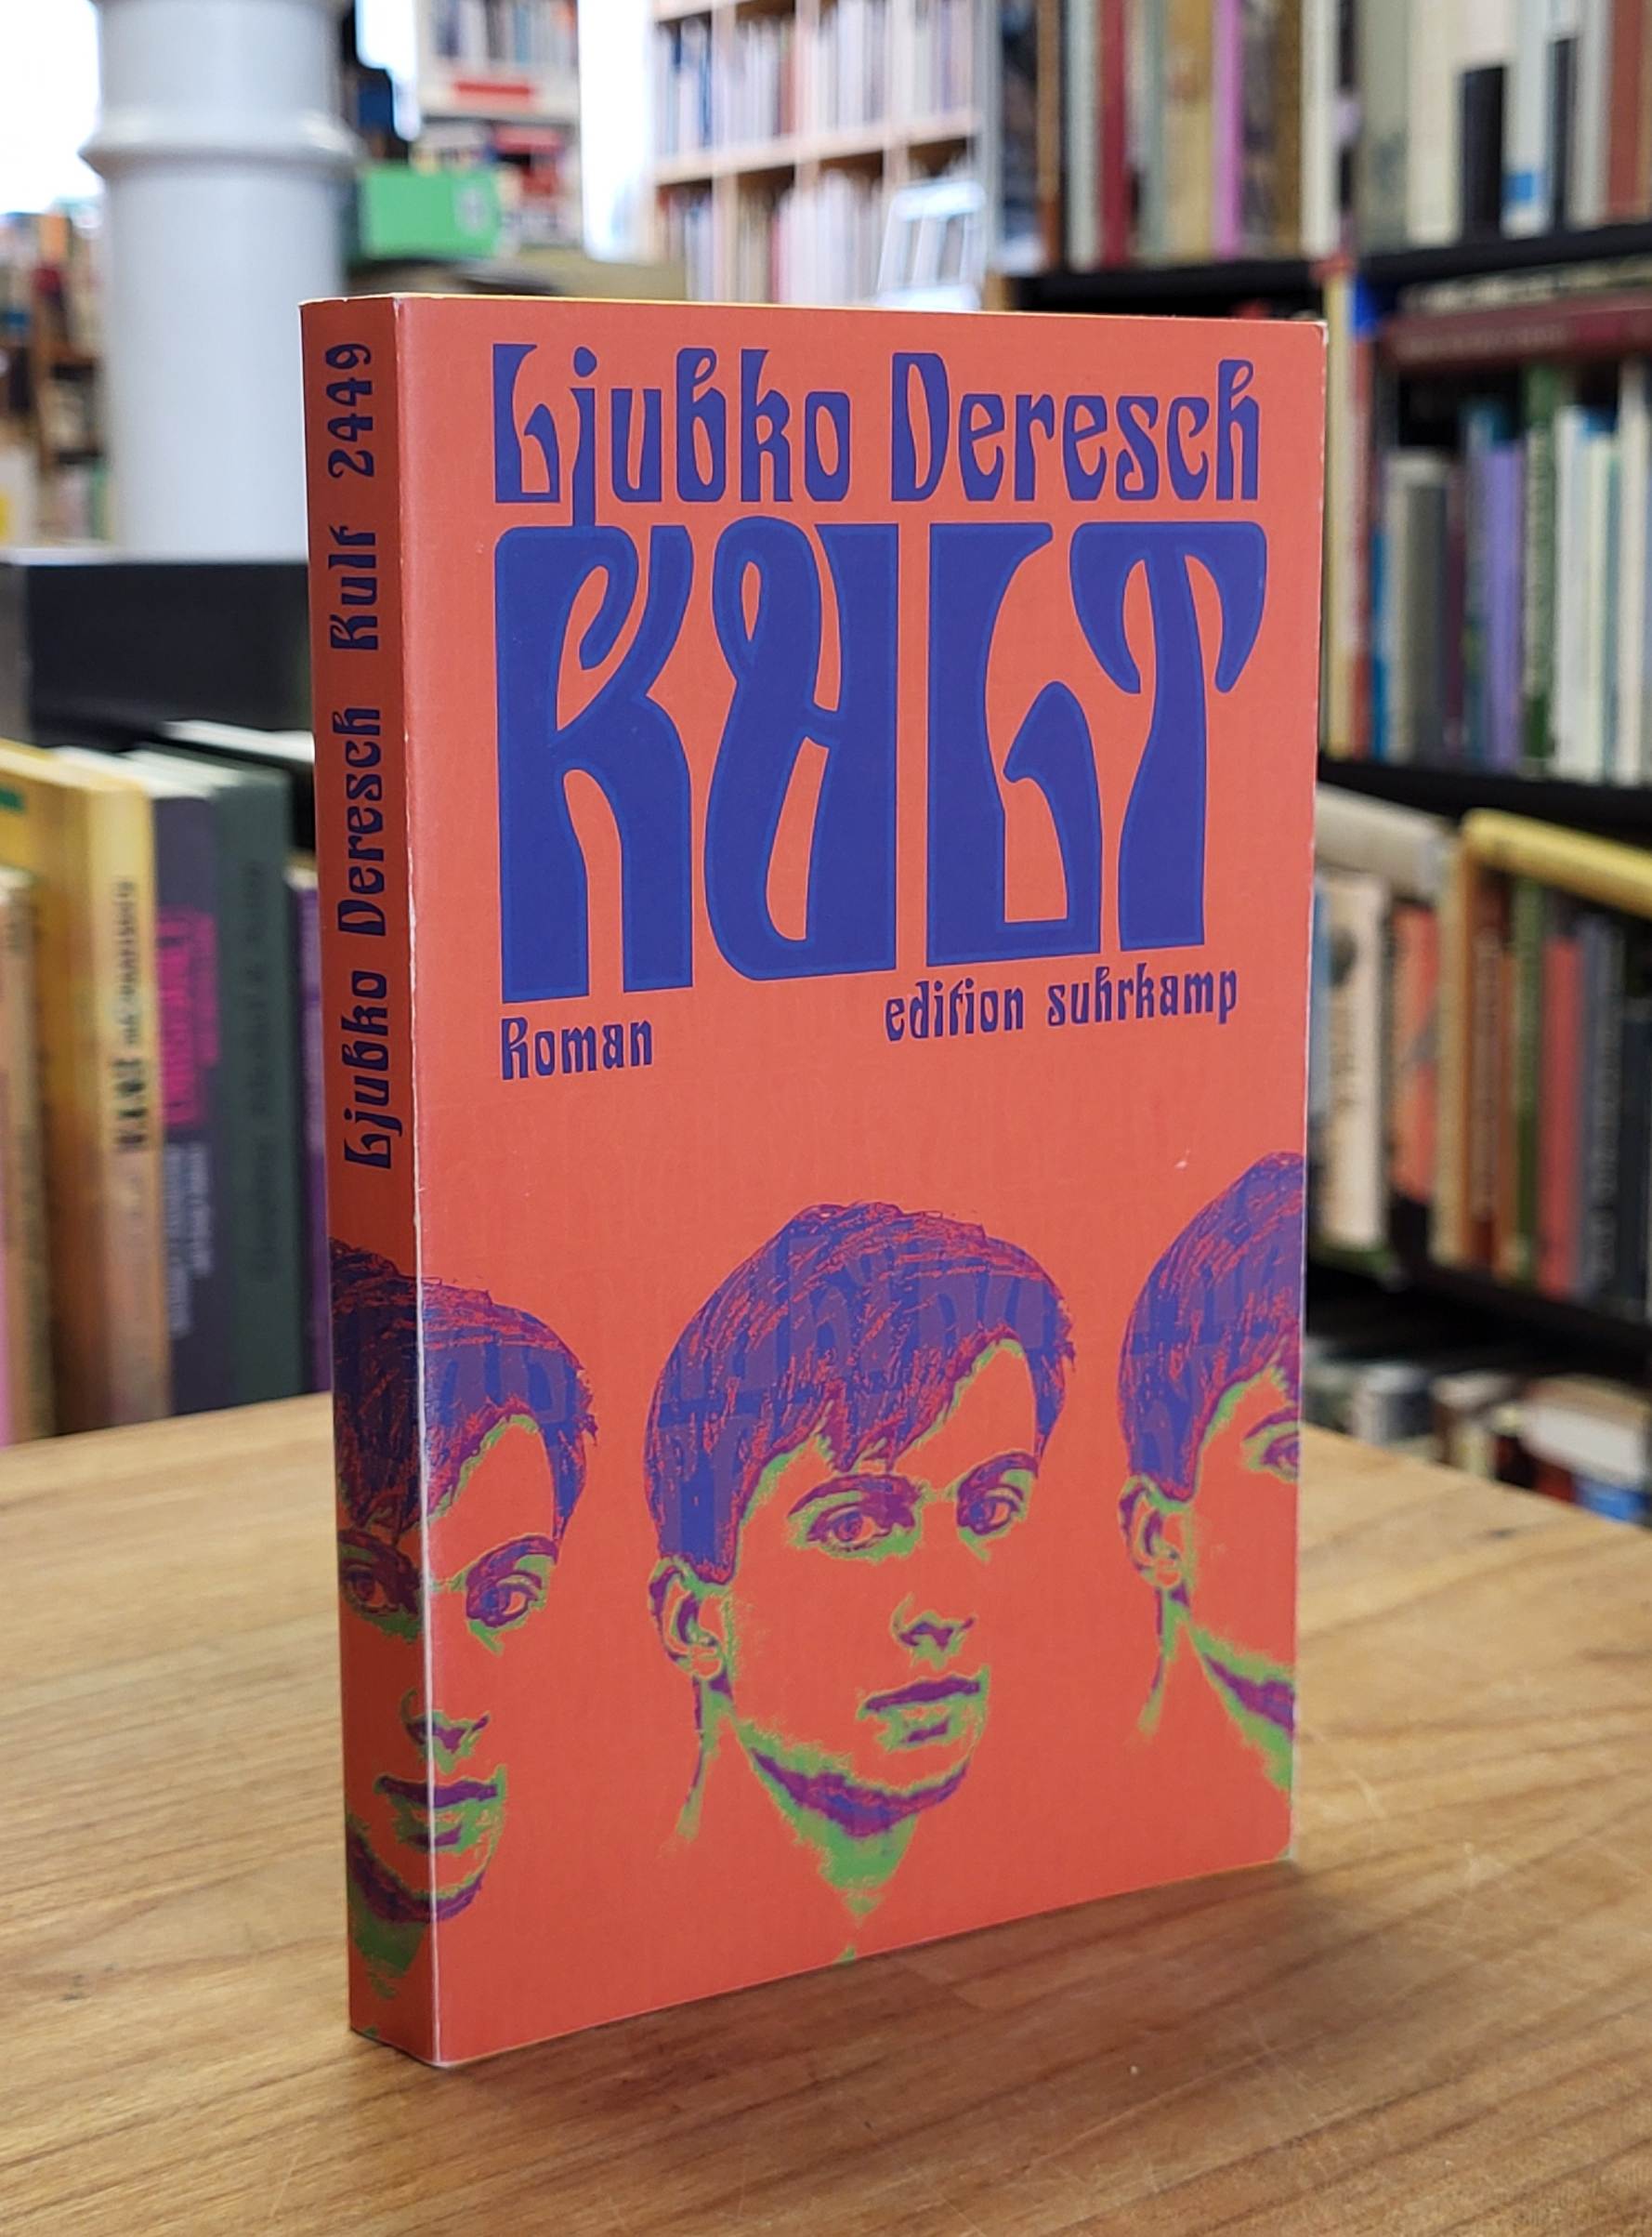 Ljubko Deresch
KULT
Roman
edition suhrkamp
Ljubko Deresch Kult 2449